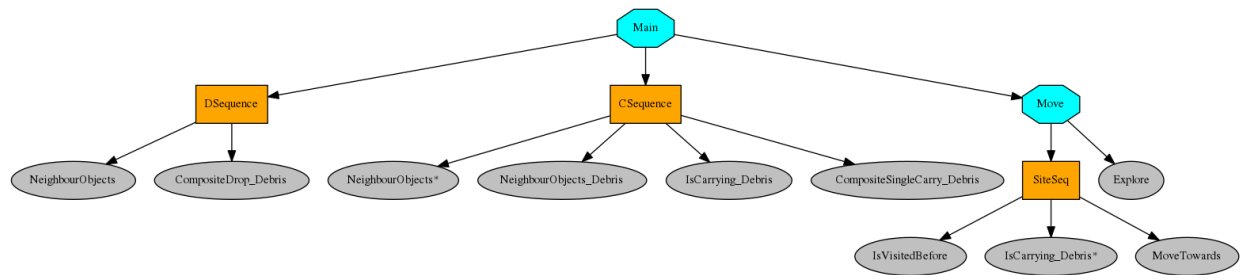 Main
DSequence
CSequence
Move
NeighbourObjects
CompositeDrop_Debris
NeighbourObjects*
NeighbourObjects_Debris
IsCarrying_Debris
CompositeSingleCarry_Debris
SiteSeq
Explore
IsVisitedBefore
IsCarrying_Debris*
MoveTowards